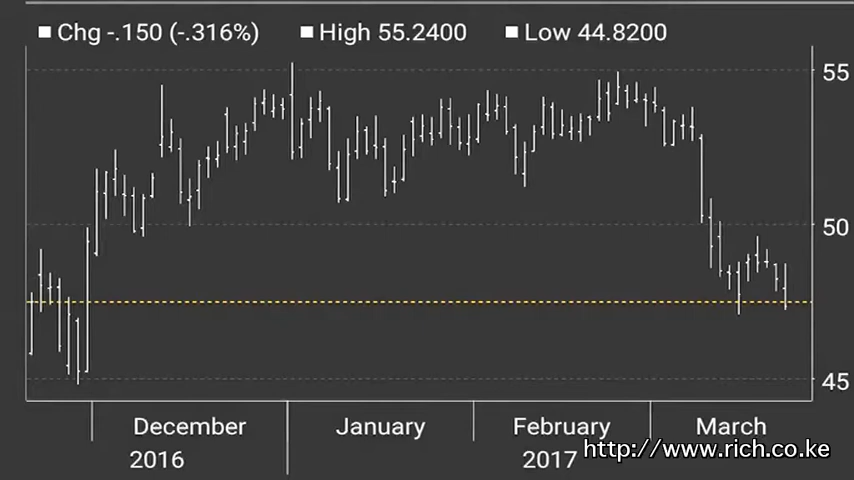 Chg -.150 (-.316%) High 55.2400 Low 44.8200
55
50
45
December January February March
2016 2017
http://www.rich.co.ke